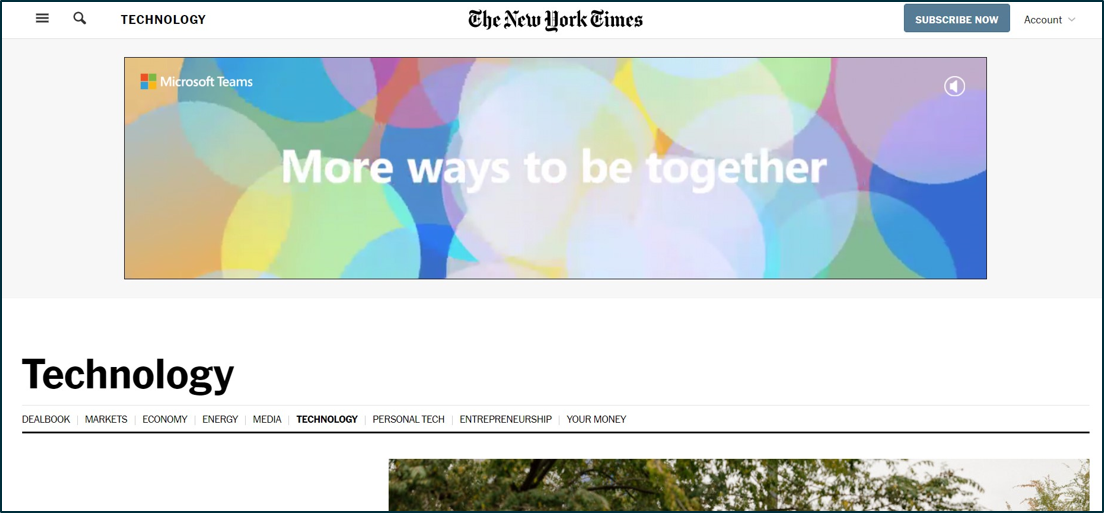 TECHNOLOGY
The New York Times
SUBSCRIBE NOW
Account
Microsoft Teams
More ways to be together
Technology
DEALBOOK | MARKETS | ECONOMY | ENERGY | MEDIA | TECHNOLOGY | PERSONAL TECH | ENTREPRENEURSHIP | YOUR MONEY